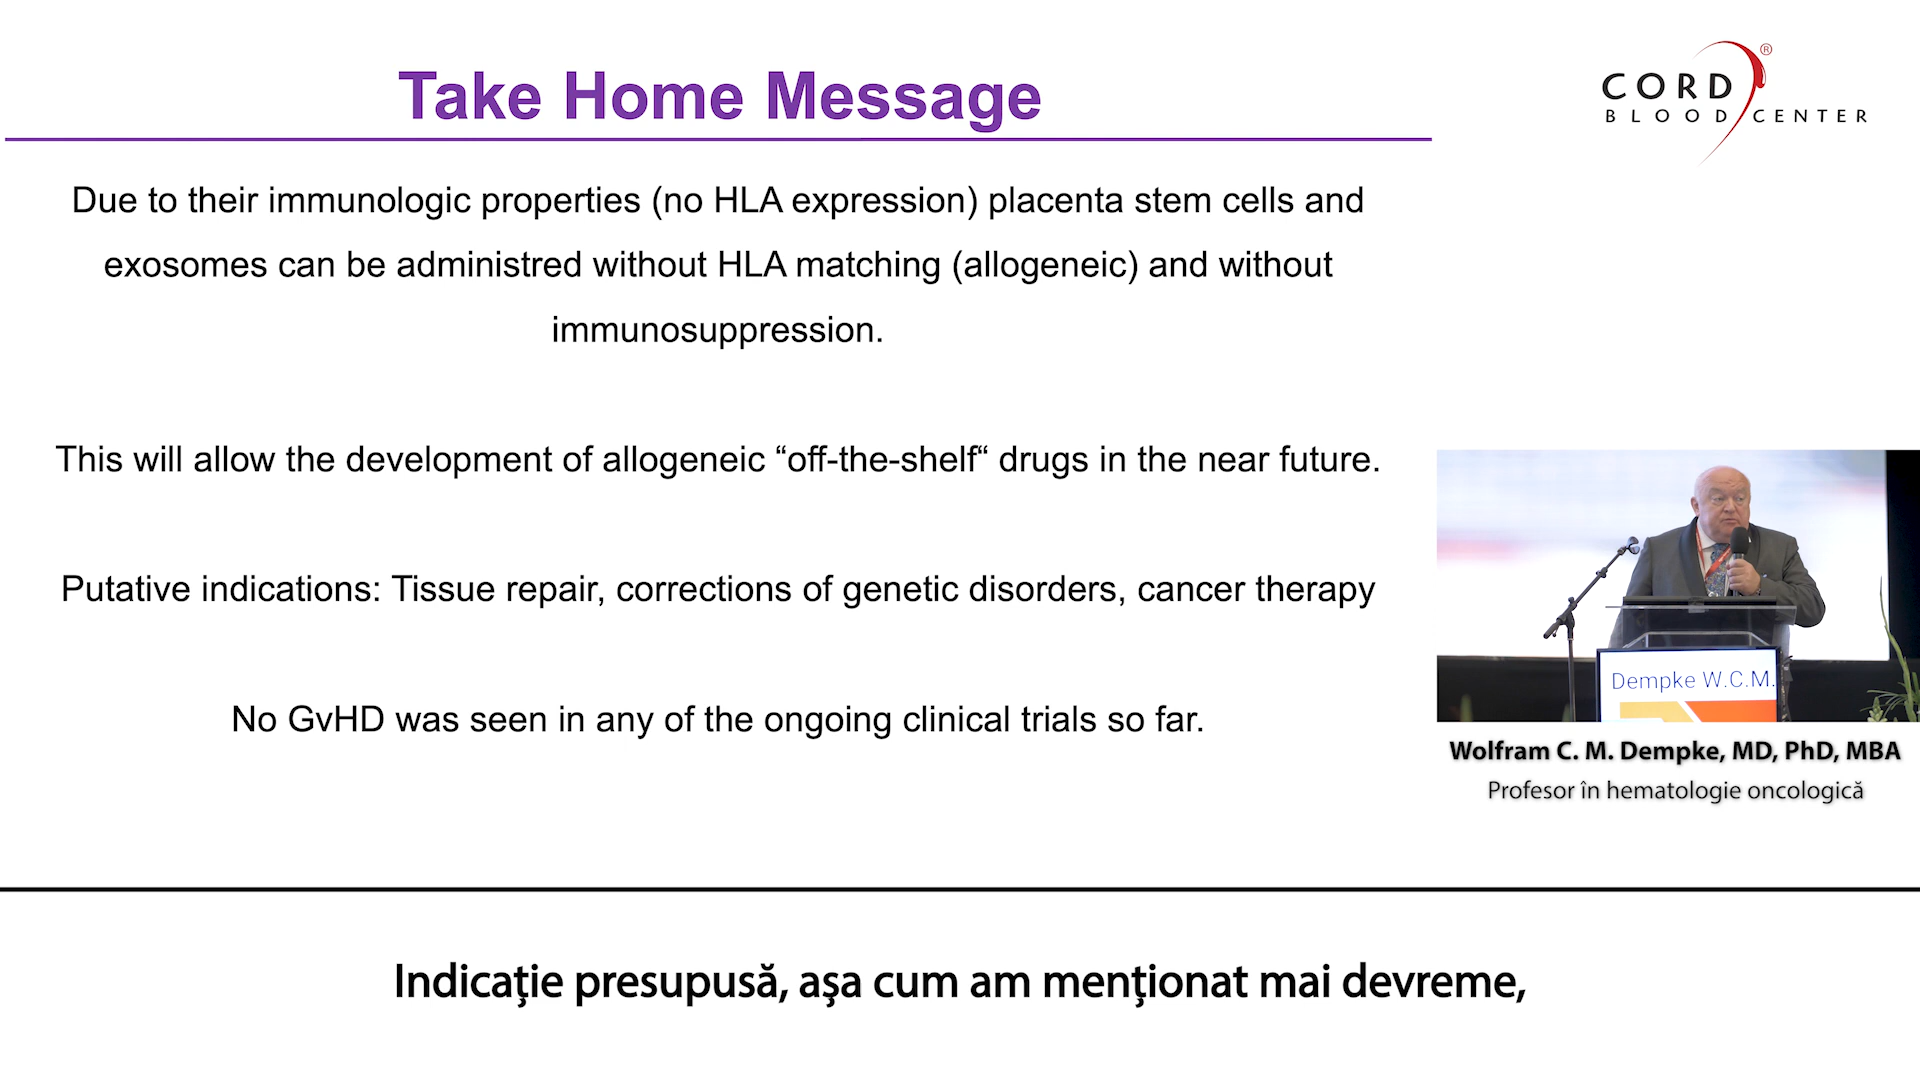 Take Home Message
CORD
BLOOD CENTER
®
Due to their immunologic properties (no HLA expression) placenta stem cells and
exosomes can be administred without HLA matching (allogeneic) and without
immunosuppression.
This will allow the development of allogeneic “off-the-shelf“ drugs in the near future.
Putative indications: Tissue repair, corrections of genetic disorders, cancer therapy
No GvHD was seen in any of the ongoing clinical trials so far.
Dempke W.C.M.
Wolfram C. M. Dempke, MD, PhD, MBA
Profesor în hematologie oncologică
Indicaţie presupusă, aşa cum am menţionat mai devreme,